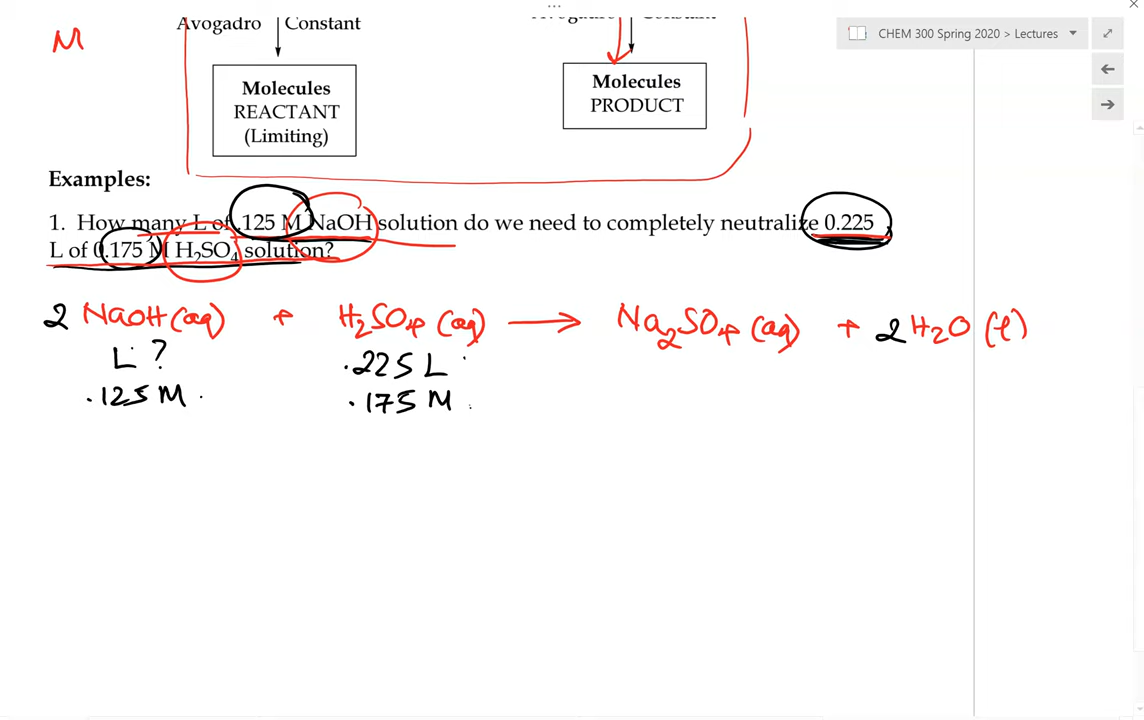 M
Avogadro Constant
CHEM 300 Spring 2020 > Lectures
Molecules
REACTANT
(Limiting)
Molecules
PRODUCT
Examples:
1. How many L of .125 M NaOH solution do we need to completely neutralize 0.225
L of 0.175 M H₂SO₄ solution?
2 NaOH (aq) + H₂SO₄ (aq) → Na₂SO₄ (aq) + 2 H₂O (l)
L ? .225 L
.125 M .175 M